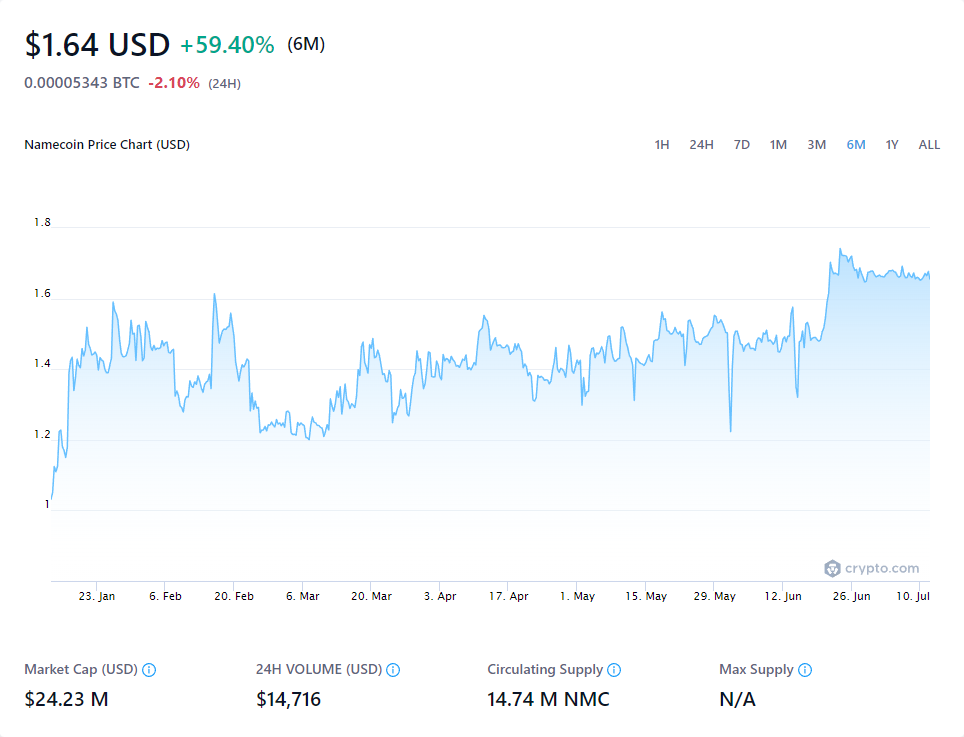 $1.64 USD +59.40% (6M)
0.00005343 BTC -2.10% (24H)
Namecoin Price Chart (USD) 1H 24H 7D 1M 3M 6M 1Y ALL
1.8
1.6
1.4
1.2
1
crypto.com
23. Jan 6. Feb 20. Feb 6. Mar 20. Mar 3. Apr 17. Apr 1. May 15. May 29. May 12. Jun 26. Jun 10. Jul
Market Cap (USD) 24H VOLUME (USD) Circulating Supply Max Supply
$24.23 M $14,716 14.74 M NMC N/A